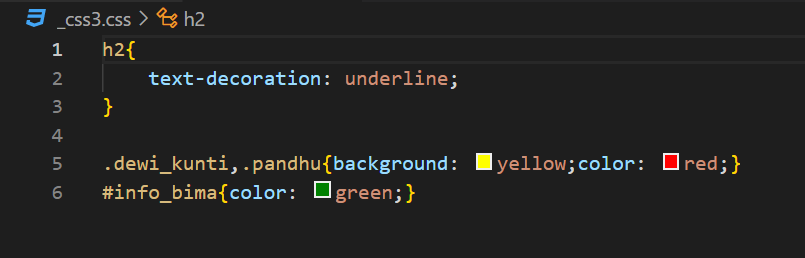 _css3.css > h2
1 h2{
2 text-decoration: underline;
3 }
4
5 .dewi_kunti,.pandhu{background: yellow;color: red;}
6 #info_bima{color: green;}